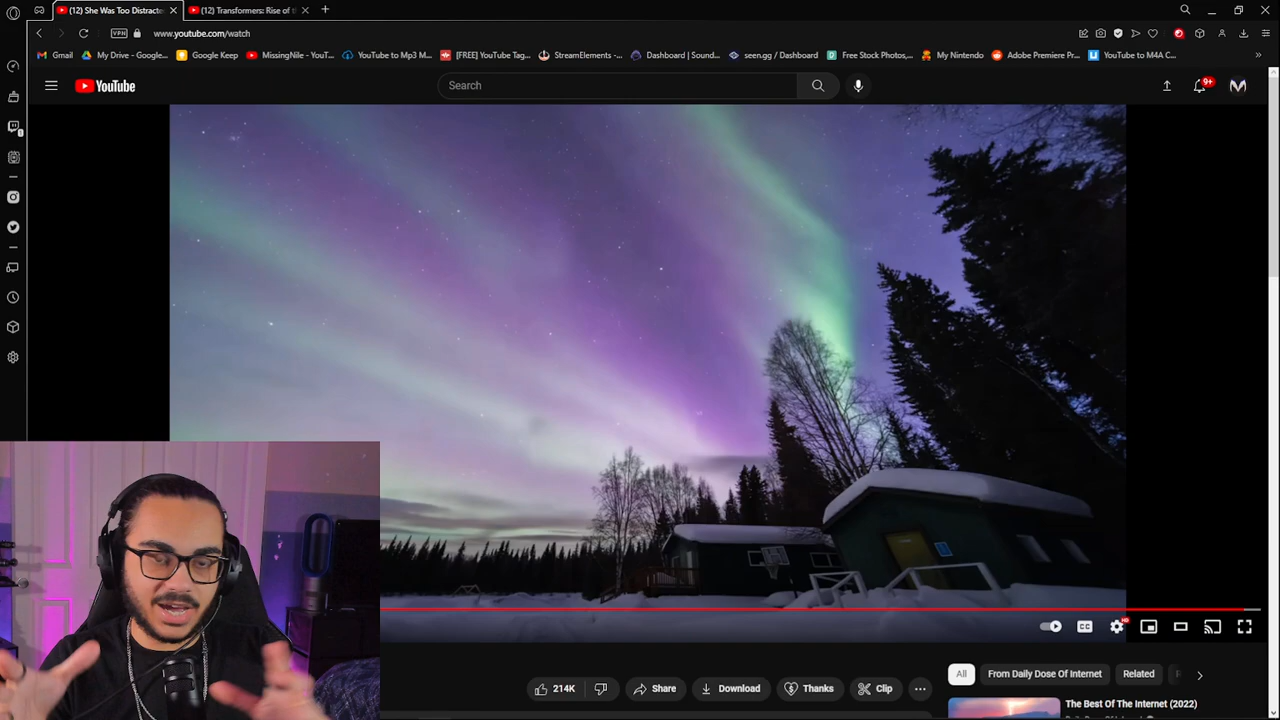 (12) She Was Too Distracte
(12) Transformers: Rise of t
VPN
www.youtube.com/watch
Gmail
My Drive - Google...
Google Keep
MissingNile - YouT...
YouTube to Mp3 M...
[FREE] YouTube Tag...
StreamElements -...
Dashboard | Sound...
seen.gg / Dashboard
Free Stock Photos,...
My Nintendo
Adobe Premiere Pr...
YouTube to M4A C...
YouTube
Search
9+
CC
HD
214K
Share
Download
Thanks
Clip
All
From Daily Dose Of Internet
Related
The Best Of The Internet (2022)